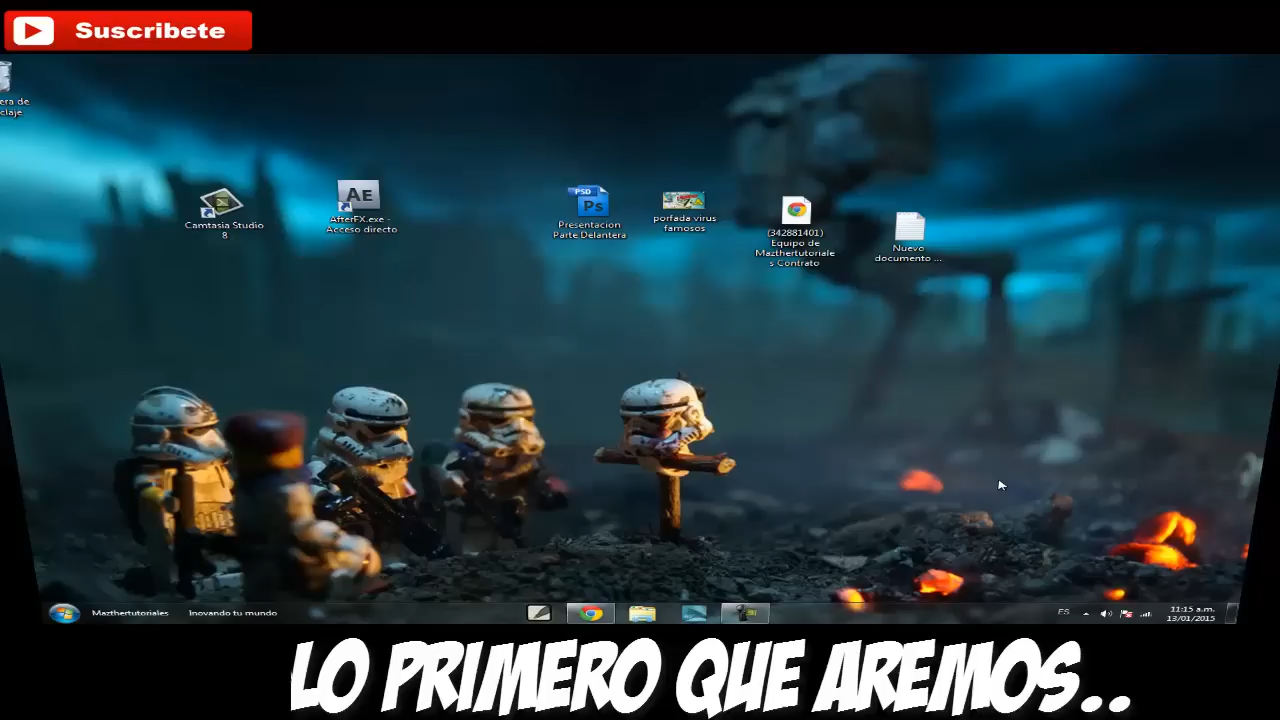 Suscribete
era de
claje
Camtasia Studio
8
AE
AfterFX.exe -
Acceso directo
PSD
Ps
Presentacion
Parte Delantera
porfada virus
famosos
(342881401)
Equipo de
Mazthertutoriale
s Contrato
Nuevo
documento ...
Mazthertutoriales
Inovando tu mundo
ES
11:15 a.m.
13/01/2015
LO PRIMERO QUE AREMOS..